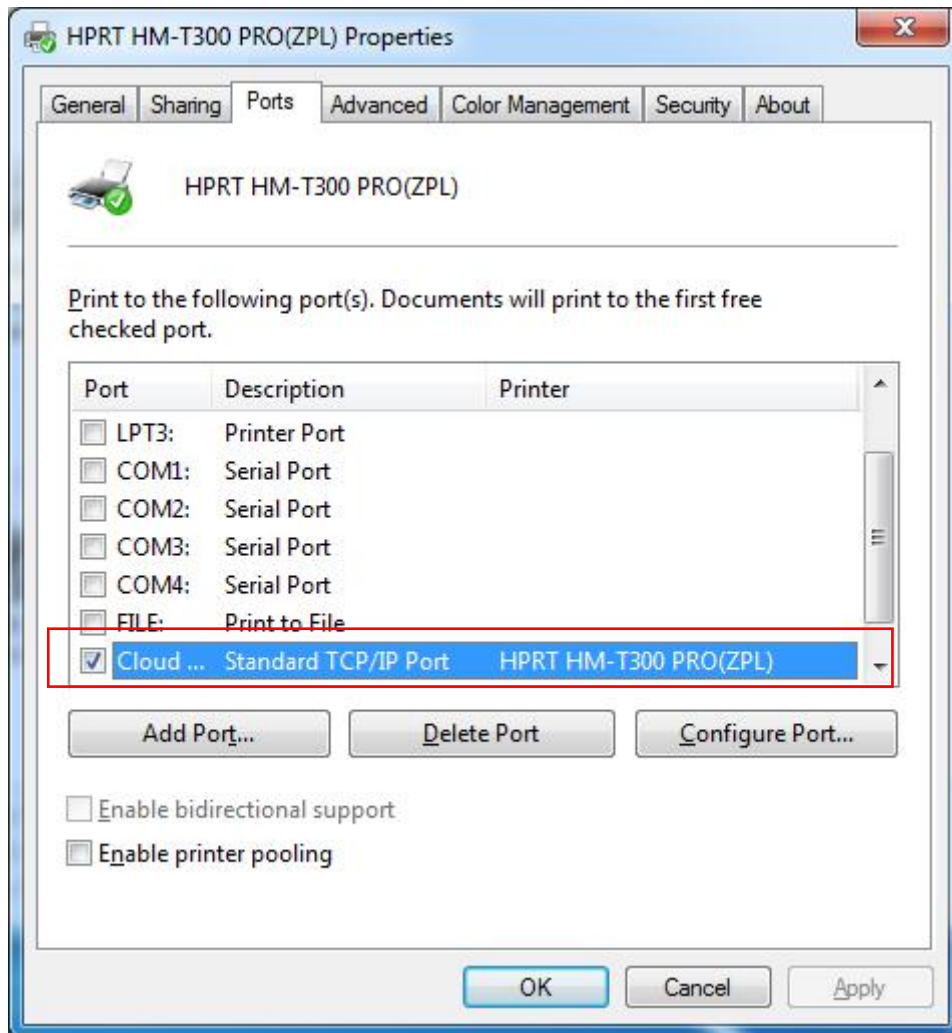 HPRT HM-T300 PRO(ZPL) Properties
General Sharing Ports Advanced Color Management Security About
HPRT HM-T300 PRO(ZPL)
Print to the following port(s). Documents will print to the first free
checked port.
Port Description Printer
LPT3: Printer Port
COM1: Serial Port
COM2: Serial Port
COM3: Serial Port
COM4: Serial Port
FILE: Print to File
Cloud ... Standard TCP/IP Port HPRT HM-T300 PRO(ZPL)
Add Port... Delete Port Configure Port...
Enable bidirectional support
Enable printer pooling
OK Cancel Apply